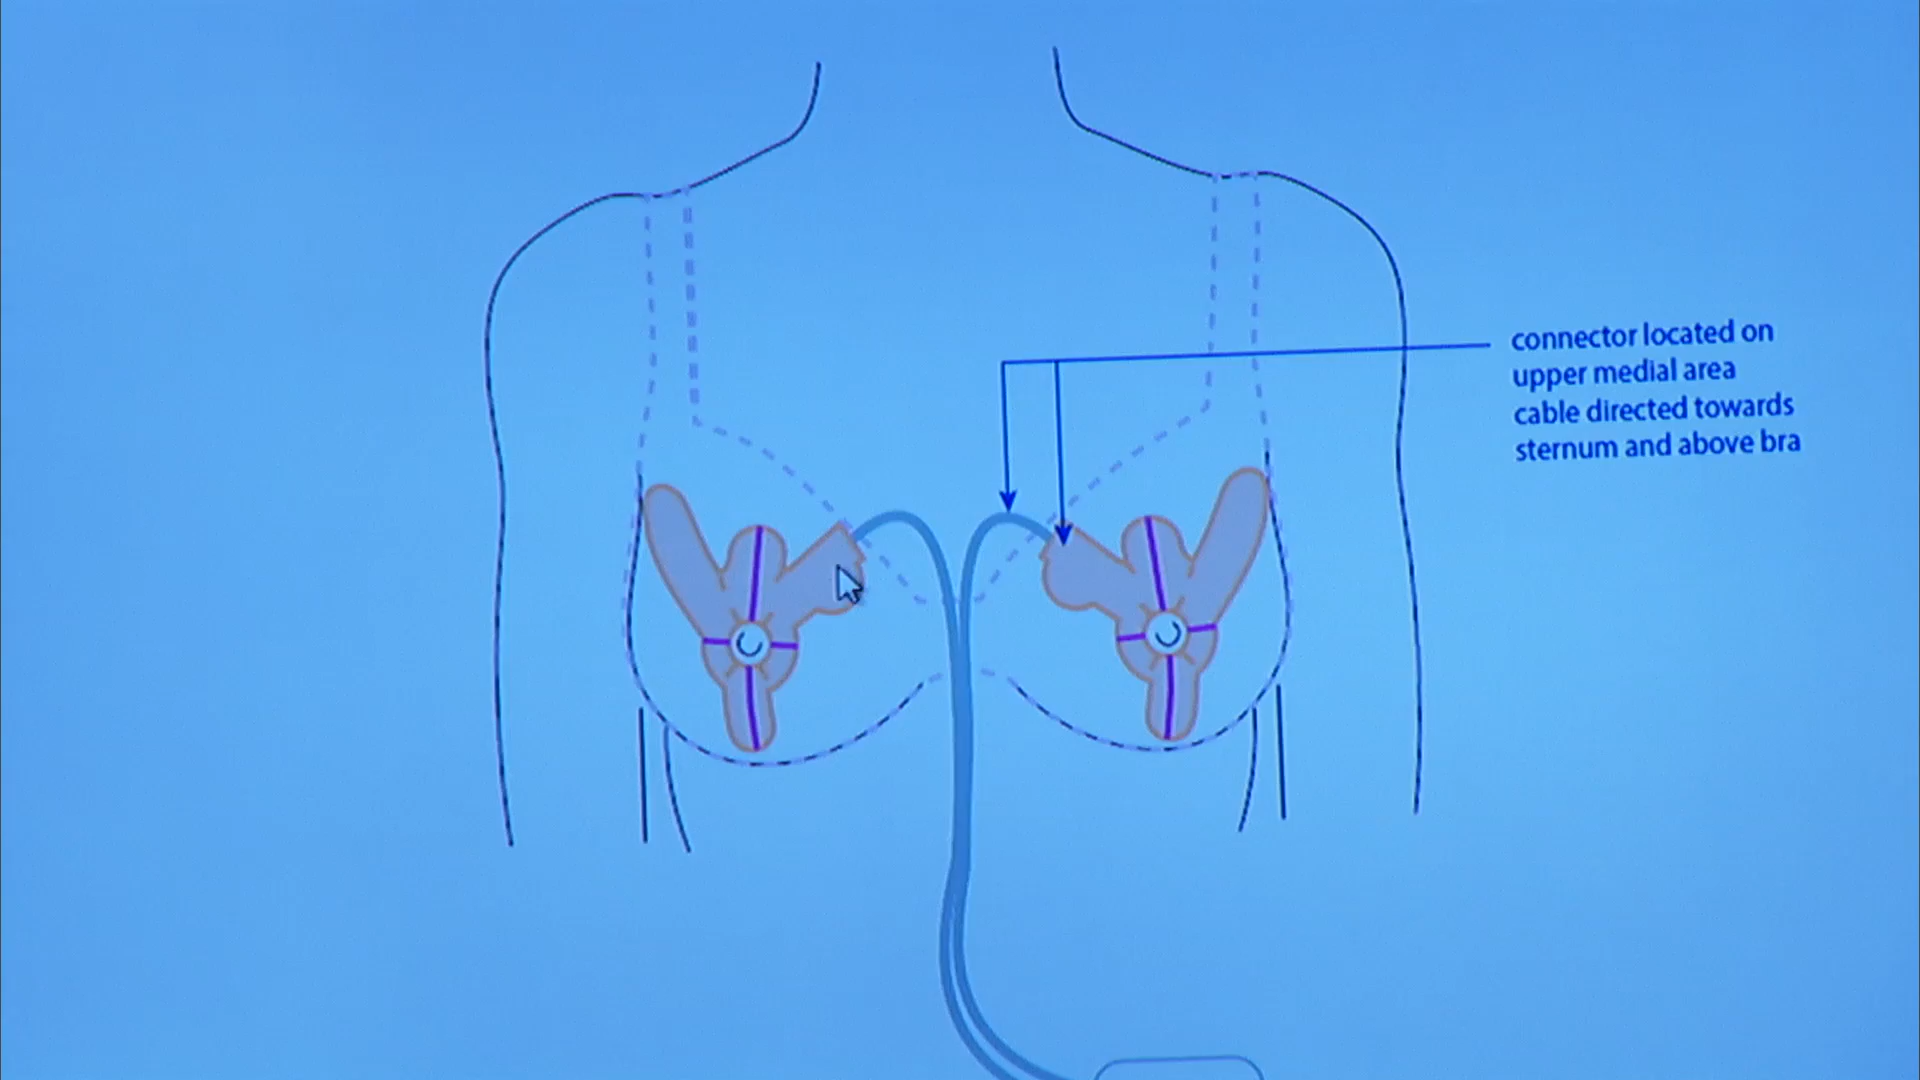 connector located on
upper medial area
cable directed towards
sternum and above bra